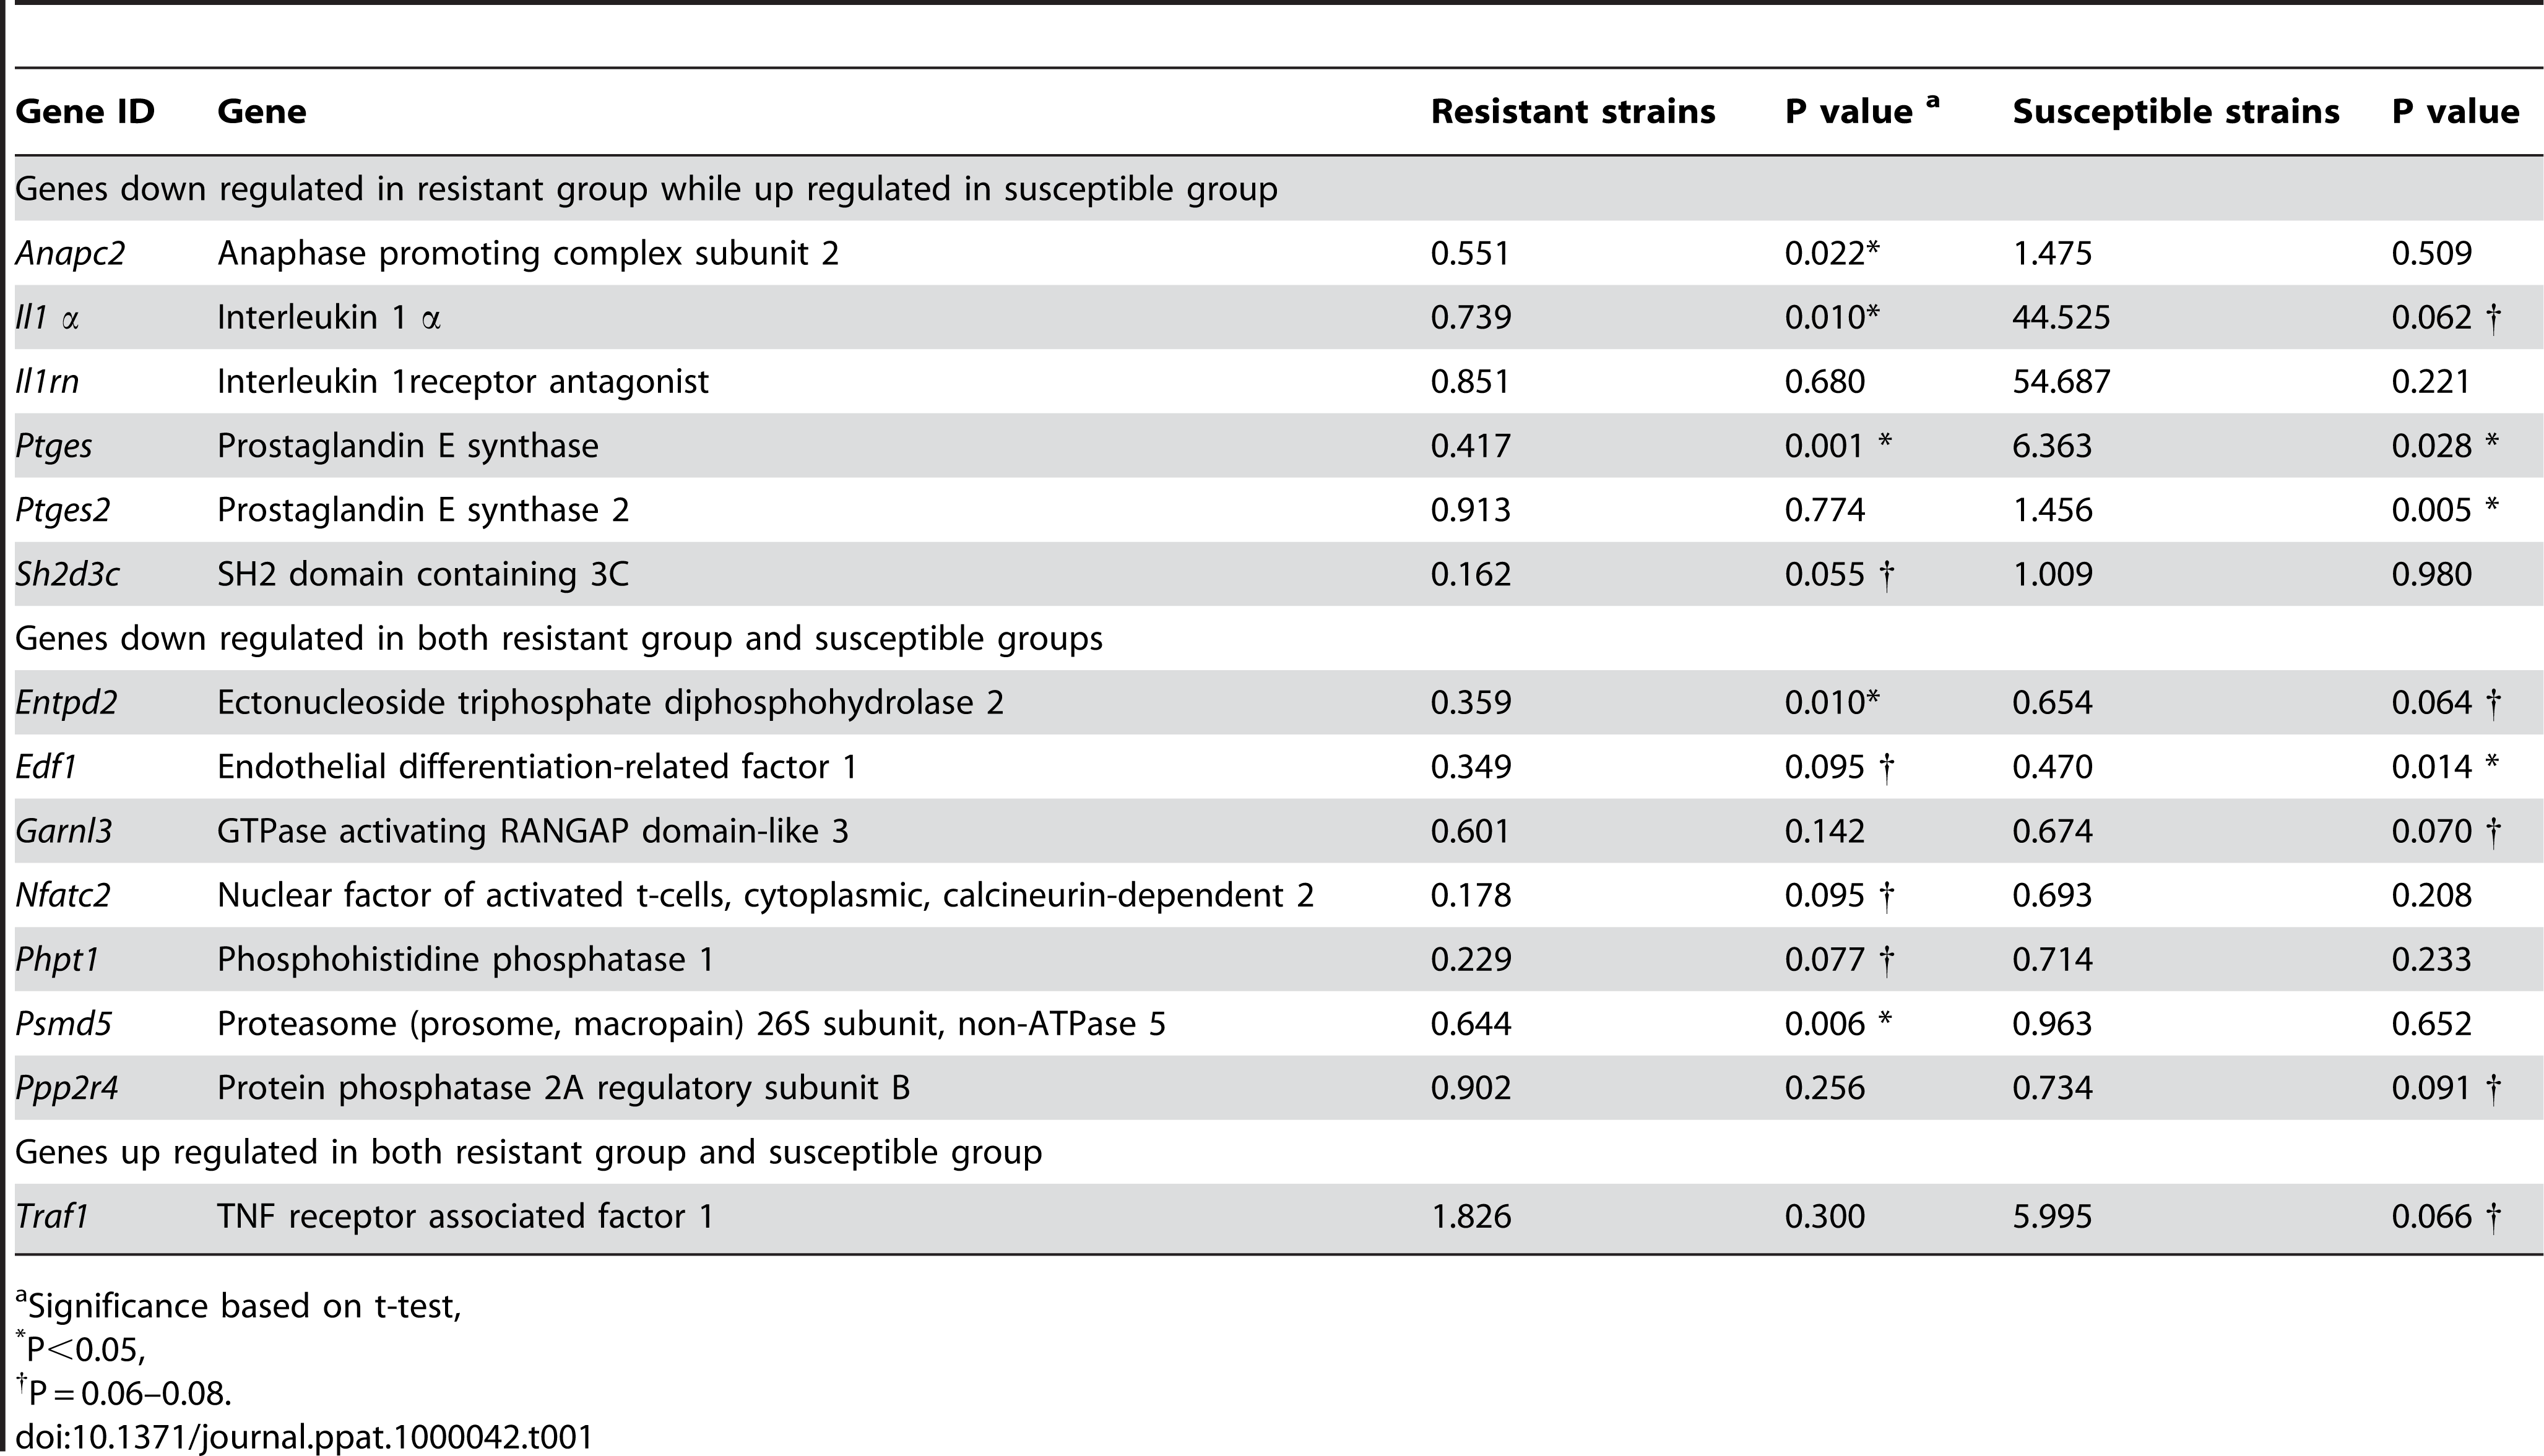 Gene ID Gene Resistant strains P value a Susceptible strains P value
Genes down regulated in resistant group while up regulated in susceptible group
Anapc2 Anaphase promoting complex subunit 2 0.551 0.022* 1.475 0.509
Il1 α Interleukin 1 α 0.739 0.010* 44.525 0.062 †
Il1rn Interleukin 1receptor antagonist 0.851 0.680 54.687 0.221
Ptges Prostaglandin E synthase 0.417 0.001 * 6.363 0.028 *
Ptges2 Prostaglandin E synthase 2 0.913 0.774 1.456 0.005 *
Sh2d3c SH2 domain containing 3C 0.162 0.055 † 1.009 0.980
Genes down regulated in both resistant group and susceptible groups
Entpd2 Ectonucleoside triphosphate diphosphohydrolase 2 0.359 0.010* 0.654 0.064 †
Edf1 Endothelial differentiation-related factor 1 0.349 0.095 † 0.470 0.014 *
Garnl3 GTPase activating RANGAP domain-like 3 0.601 0.142 0.674 0.070 †
Nfatc2 Nuclear factor of activated t-cells, cytoplasmic, calcineurin-dependent 2 0.178 0.095 † 0.693 0.208
Phpt1 Phosphohistidine phosphatase 1 0.229 0.077 † 0.714 0.233
Psmd5 Proteasome (prosome, macropain) 26S subunit, non-ATPase 5 0.644 0.006 * 0.963 0.652
Ppp2r4 Protein phosphatase 2A regulatory subunit B 0.902 0.256 0.734 0.091 †
Genes up regulated in both resistant group and susceptible group
Traf1 TNF receptor associated factor 1 1.826 0.300 5.995 0.066 †
aSignificance based on t-test,
*P<0.05,
†P = 0.06–0.08.
doi:10.1371/journal.ppat.1000042.t001